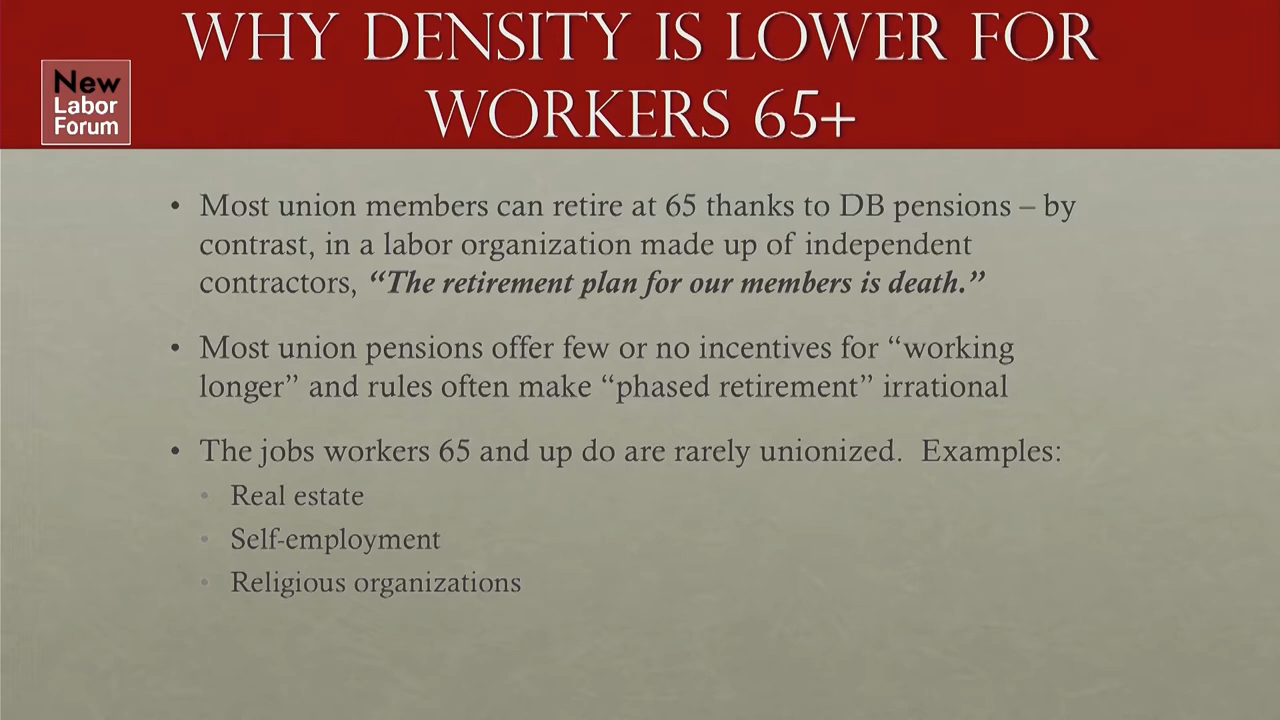 WHY DENSITY IS LOWER FOR
WORKERS 65+
New
Labor
Forum
• Most union members can retire at 65 thanks to DB pensions – by
contrast, in a labor organization made up of independent
contractors, “The retirement plan for our members is death.”
• Most union pensions offer few or no incentives for “working
longer” and rules often make “phased retirement” irrational
• The jobs workers 65 and up do are rarely unionized.  Examples:
• Real estate
• Self-employment
• Religious organizations